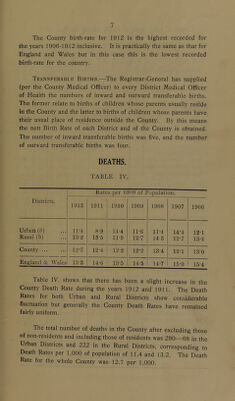 7
The County birth-rate for 1912 is the highest recorded for
the years 1906-1912 inclusive. It is practically the same as that for
England and Wales but in this case this is the lowest recorded
birth-rate for the country.
Transferable Births.—The Registrar-General has supplied
(per the County Medical Officer) to every District Medical Officer
of Health the numbers of inward and outward transferable births.
The former relate to births of children whose parents usually reside
in the County and the latter to births of children whose parents have
their usual place of residence outside the County. By this means
the nett Birth Rate of each District and of the County is obtained.
The number of inward transferable births was five, and the number
of outward transferable births was four.
DEATHS.
TABLE IV.
Rates per 1000 of Population.
Districts. 1912 1911 1910 1909 1908 1907 1906
Urban (3) ... 11·4 8·9 11·4 11·6 11·4 14·4 12·1
Rural (5) ... 13·2 13·5 11·9 12·7 14·3 12·7 13·4
County ... ... 12·7 12·4 12·2 13·4 13·1 13·0
England & Wales 13·3 14·6 13·5 14·5 14·7 15·0 15·4
Table IV. shows that there has been a slight increase in the
County Death Rate during the years 1912 and 1911. The Death
Rates for both Urban and Rural Districts show considerable
fluctuation but generally the County Death Rates have remained
fairly uniform.
The total number of deaths in the County after excluding those
of non-residents and including those of residents was 290—68 in the
Urban Districts and 222 in the Rural Districts, corresponding to
Death Rates per 1,000 of population of 11.4 and 13.2. The Death
Rate for the whole County was 12.7 per 1,000.